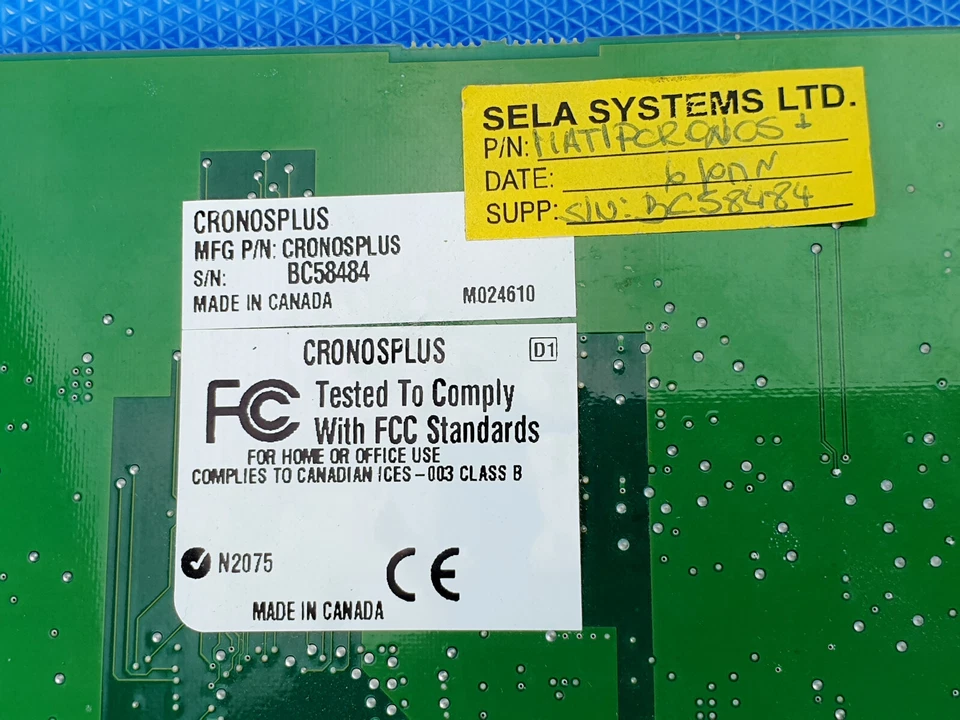 SELA SYSTEMS LTD.
P/N: MATIPCRONOS+
DATE:
SUPP: S/N: BC58484
CRONOSPLUS
MFG P/N: CRONOSPLUS
S/N: BC58484
MADE IN CANADA M024610
CRONOSPLUS D1
FC Tested To Comply
With FCC Standards
FOR HOME OR OFFICE USE
COMPLIES TO CANADIAN ICES-003 CLASS B
N2075 CE
MADE IN CANADA